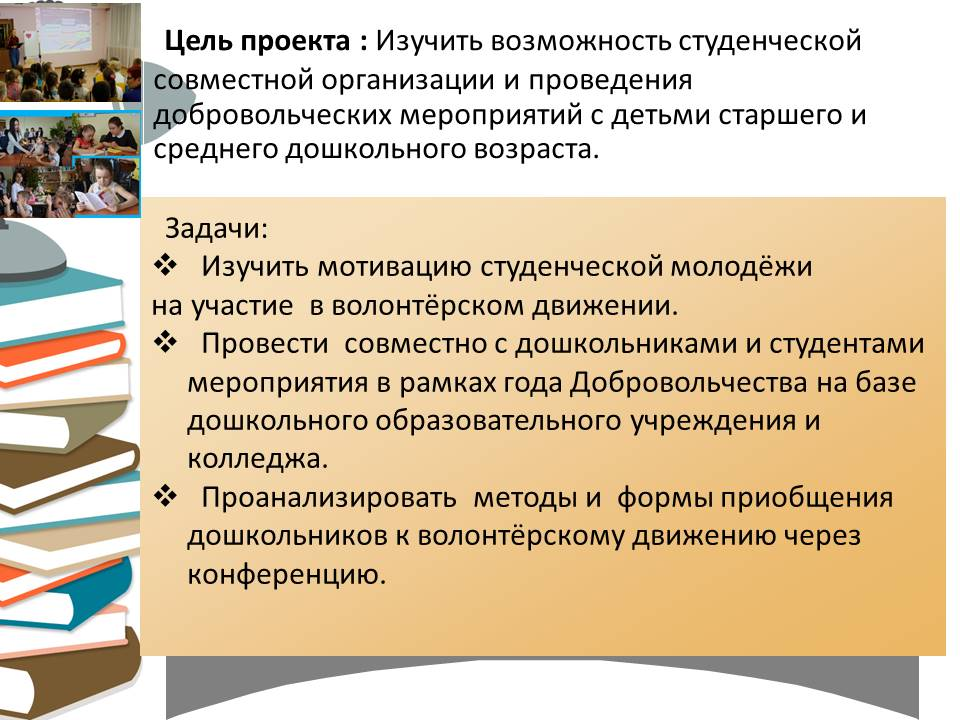 Цель проекта : Изучить возможность студенческой
совместной организации и проведения
добровольческих мероприятий с детьми старшего и
среднего дошкольного возраста.
Задачи:
❖ Изучить мотивацию студенческой молодёжи
на участие в волонтёрском движении.
❖ Провести совместно с дошкольниками и студентами
мероприятия в рамках года Добровольчества на базе
дошкольного образовательного учреждения и
колледжа.
❖ Проанализировать методы и формы приобщения
дошкольников к волонтёрскому движению через
конференцию.